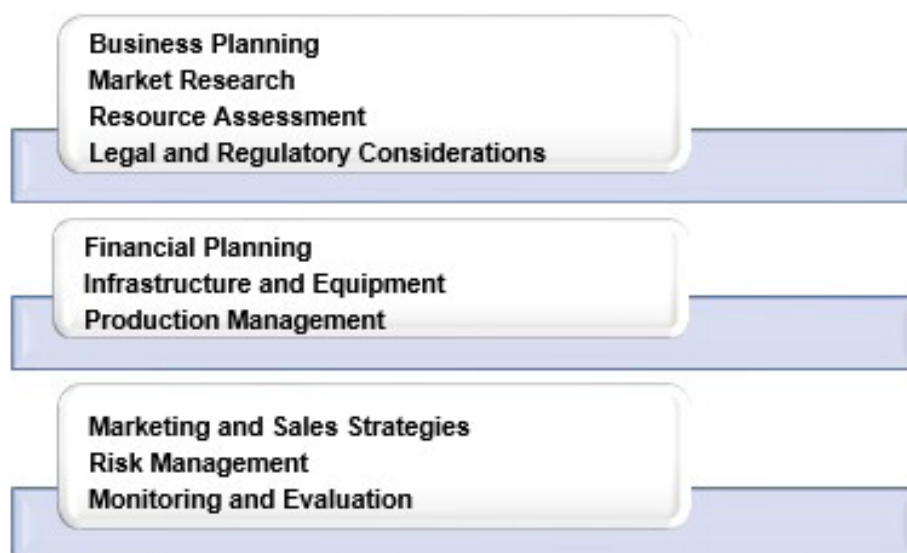 Business Planning
Market Research
Resource Assessment
Legal and Regulatory Considerations
Financial Planning
Infrastructure and Equipment
Production Management
Marketing and Sales Strategies
Risk Management
Monitoring and Evaluation